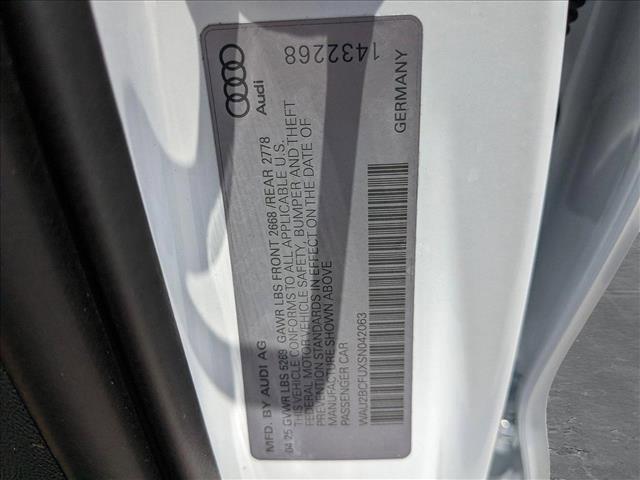 Audi
1432268
MFD. BY AUDI AG
04 25 GVWR LBS 5269 GAWR LBS FRONT 2668 / REAR 2778
THIS VEHICLE CONFORMS TO ALL APPLICABLE U.S.
FEDERAL MOTOR VEHICLE SAFETY, BUMPER AND THEFT
PREVENTION STANDARDS IN EFFECT ON THE DATE OF
MANUFACTURE SHOWN ABOVE
PASSENGER CAR
GERMANY
WAU2BCFUXSN042063